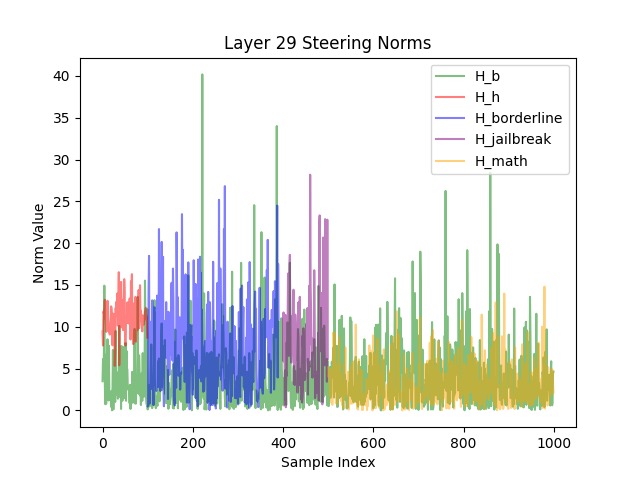 Layer 29 Steering Norms
H_b
H_h
H_borderline
H_jailbreak
H_math
Norm Value
40
35
30
25
20
15
10
5
0
0
200
400
600
800
1000
Sample Index